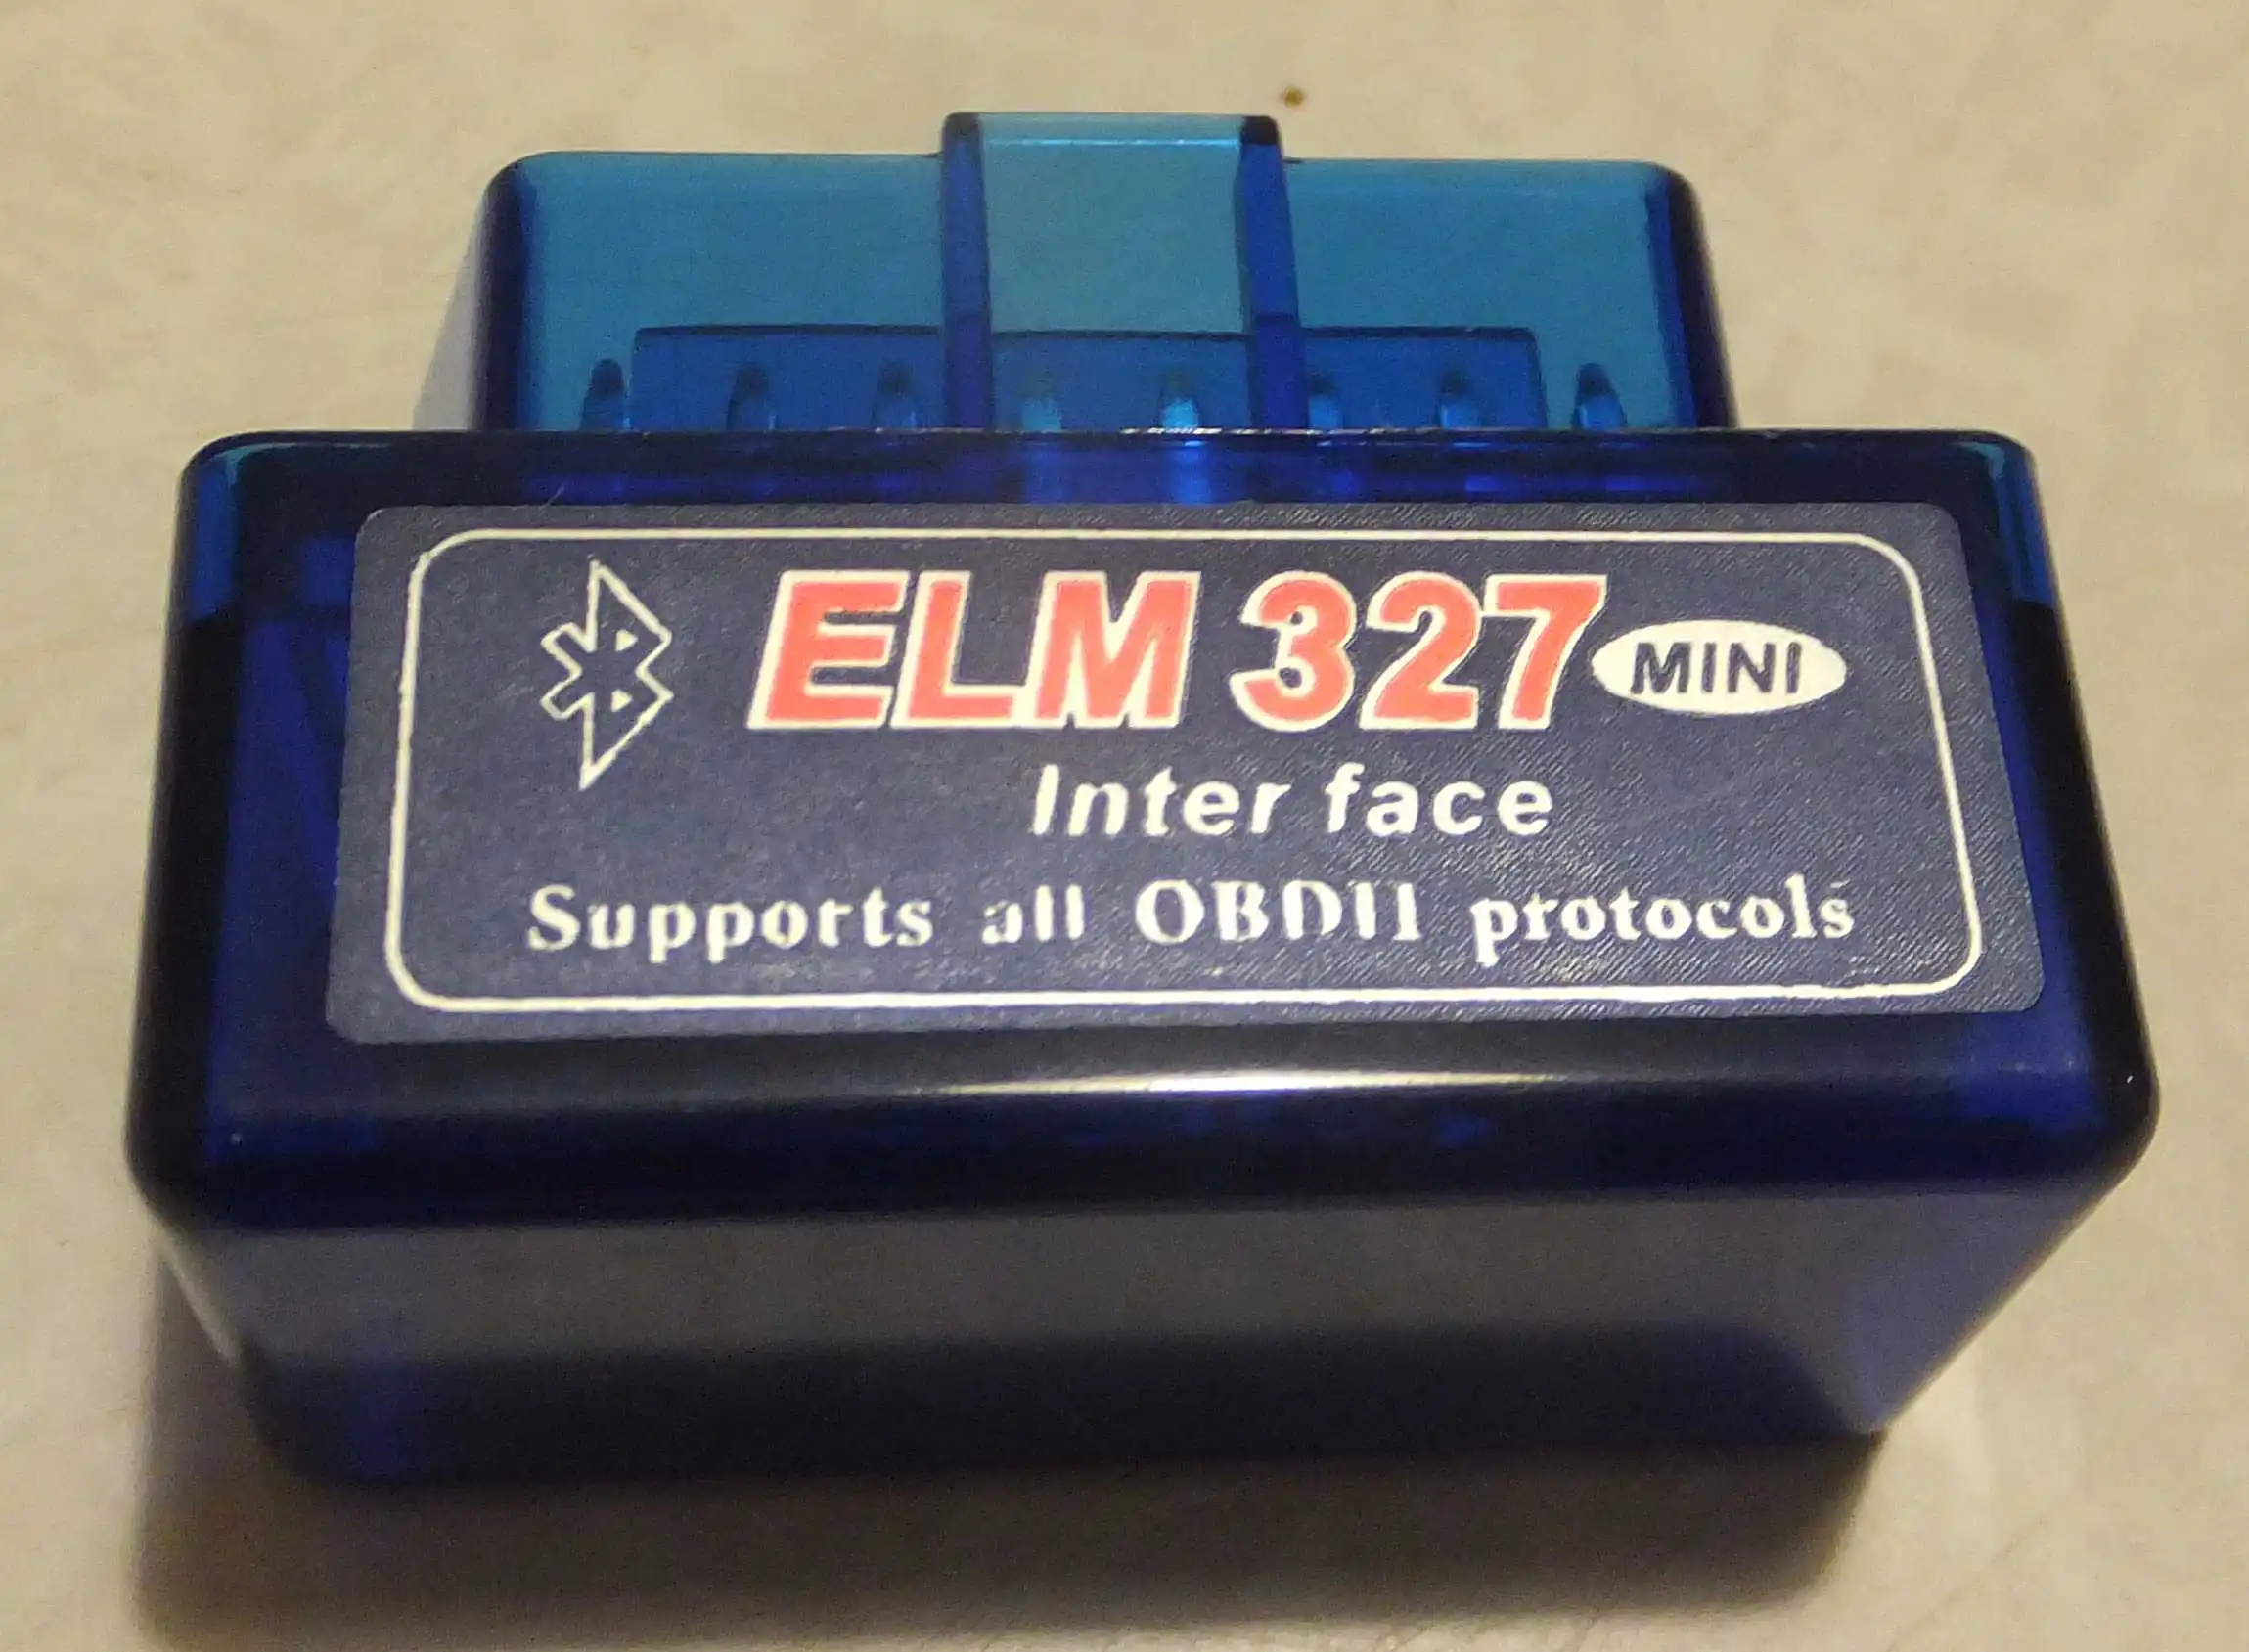 ELM 327 MINI
Inter face
Supports all OBDII protocols